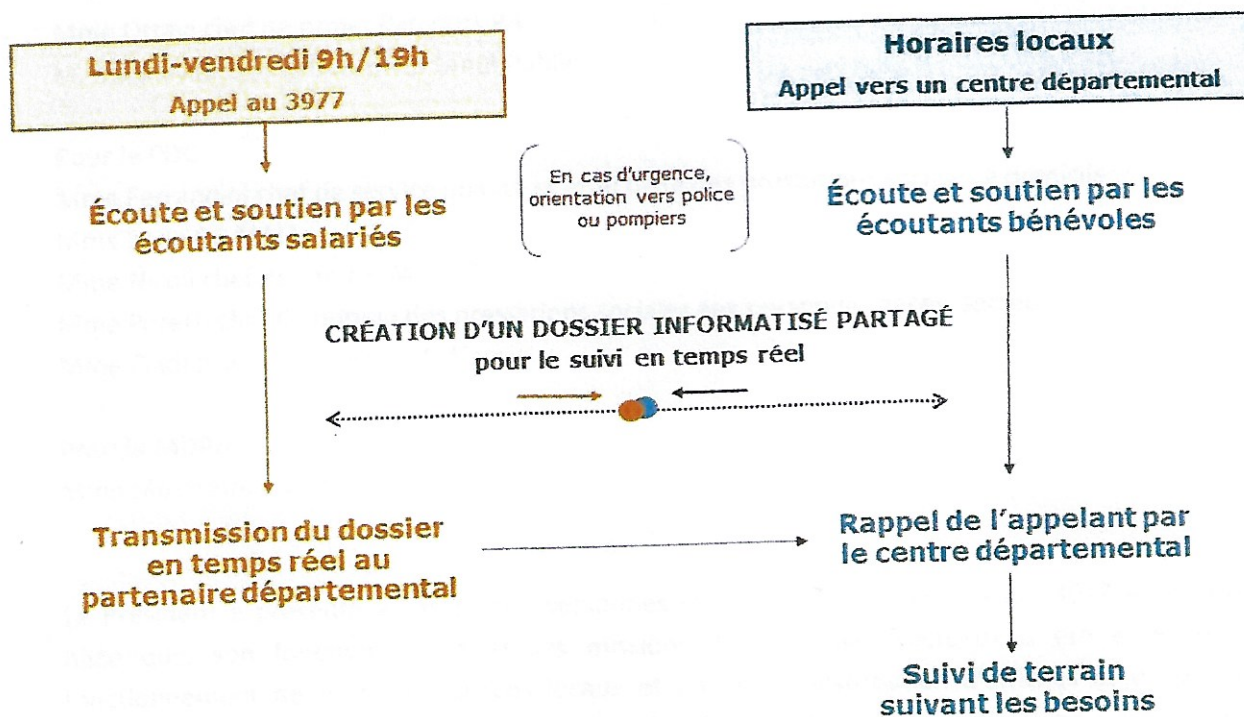 Lundi-vendredi 9h/19h
Appel au 3977
Horaires locaux
Appel vers un centre départemental
Écoute et soutien par les
écoutants salariés
En cas d'urgence,
orientation vers police
ou pompiers
Écoute et soutien par les
écoutants bénévoles
CRÉATION D'UN DOSSIER INFORMATISÉ PARTAGÉ
pour le suivi en temps réel
Transmission du dossier
en temps réel au
partenaire départemental
Rappel de l'appelant par
le centre départemental
Suivi de terrain
suivant les besoins